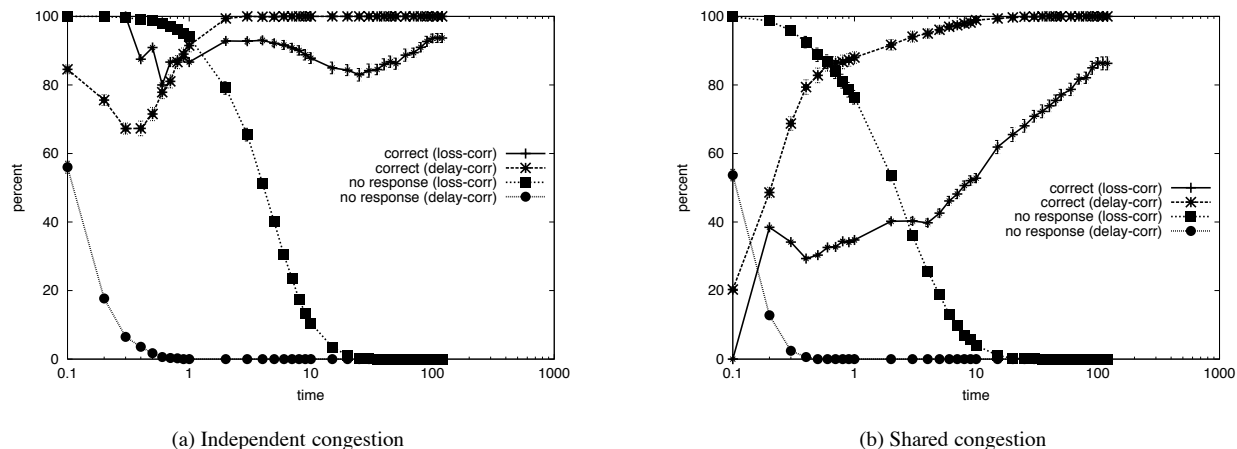 100
80
60
40
20
0
percent
0.1 1 10 100 1000
time
correct (loss-corr)
correct (delay-corr)
no response (loss-corr)
no response (delay-corr)
(a) Independent congestion
100
80
60
40
20
0
percent
0.1 1 10 100 1000
time
correct (loss-corr)
correct (delay-corr)
no response (loss-corr)
no response (delay-corr)
(b) Shared congestion